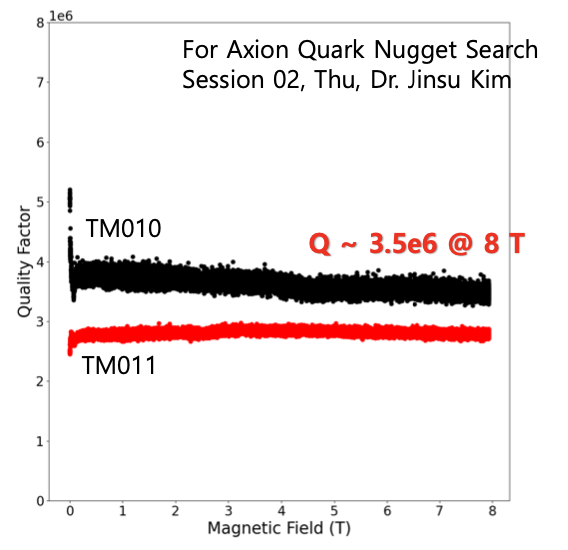 1e6
For Axion Quark Nugget Search
Session 02, Thu, Dr. Jinsu Kim
8
7
6
5
4
3
2
1
0
Quality Factor
TM010
Q ~ 3.5e6 @ 8 T
TM011
0 1 2 3 4 5 6 7 8
Magnetic Field (T)